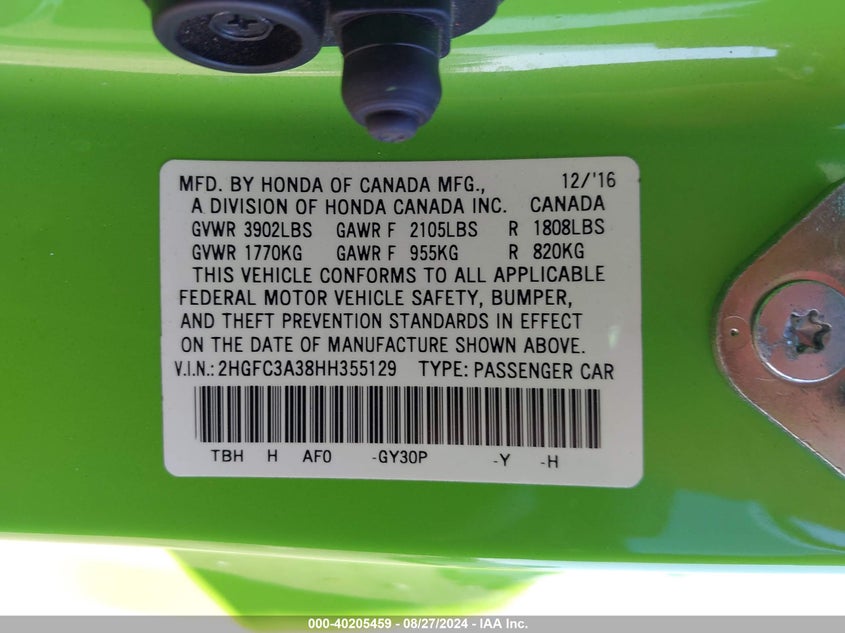 MFD. BY HONDA OF CANADA MFG., 12/'16
A DIVISION OF HONDA CANADA INC. CANADA
GVWR 3902LBS GAWR F 2105LBS R 1808LBS
GVWR 1770KG GAWR F 955KG R 820KG
THIS VEHICLE CONFORMS TO ALL APPLICABLE
FEDERAL MOTOR VEHICLE SAFETY, BUMPER,
AND THEFT PREVENTION STANDARDS IN EFFECT
ON THE DATE OF MANUFACTURE SHOWN ABOVE.
V.I.N.: 2HGFC3A38HH355129 TYPE: PASSENGER CAR
TBH H AF0 -GY30P -Y -H
000-40205459 - 08/27/2024 - IAA Inc.